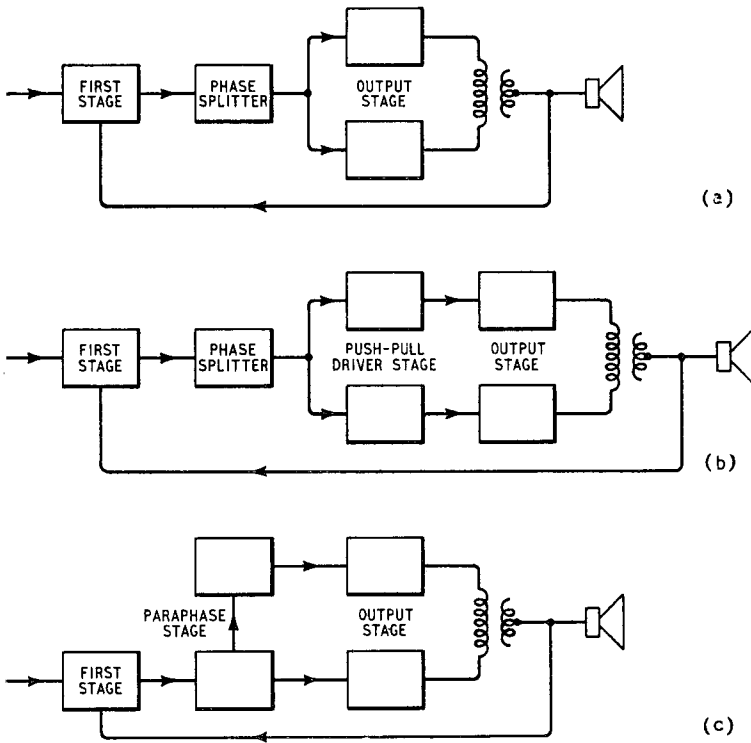 FIRST
STAGE
PHASE
SPLITTER
OUTPUT
STAGE
(a)
FIRST
STAGE
PHASE
SPLITTER
PUSH-PULL
DRIVER STAGE
OUTPUT
STAGE
(b)
PARAPHASE
STAGE
OUTPUT
STAGE
FIRST
STAGE
(c)